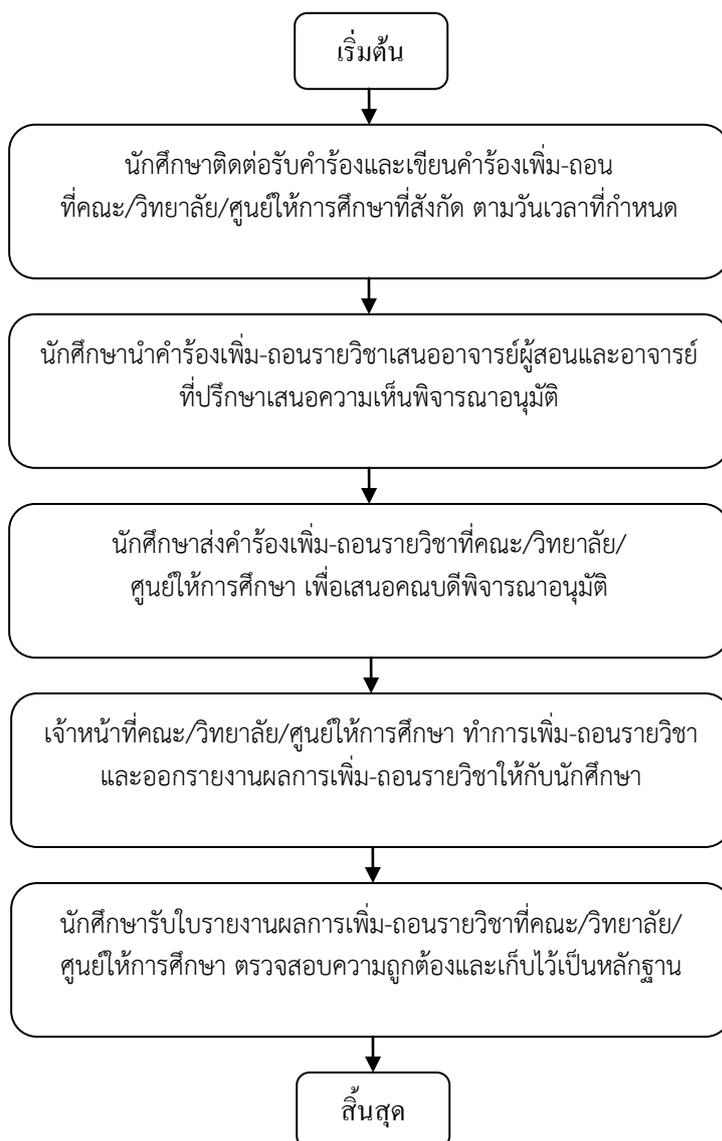 เริ่มต้น
นักศึกษาติดต่อรับคำร้องและเขียนคำร้องเพิ่ม-ถอน
ที่คณะ/วิทยาลัย/ศูนย์ให้การศึกษาที่สังกัด ตามวันเวลาที่กำหนด
นักศึกษานำคำร้องเพิ่ม-ถอนรายวิชาเสนออาจารย์ผู้สอนและอาจารย์
ที่ปรึกษาเสนอความเห็นพิจารณาอนุมัติ
นักศึกษาส่งคำร้องเพิ่ม-ถอนรายวิชาที่คณะ/วิทยาลัย/
ศูนย์ให้การศึกษา เพื่อเสนอคณบดีพิจารณาอนุมัติ
เจ้าหน้าที่คณะ/วิทยาลัย/ศูนย์ให้การศึกษา ทำการเพิ่ม-ถอนรายวิชา
และออกรายงานผลการเพิ่ม-ถอนรายวิชาให้กับนักศึกษา
นักศึกษารับใบรายงานผลการเพิ่ม-ถอนรายวิชาที่คณะ/วิทยาลัย/
ศูนย์ให้การศึกษา ตรวจสอบความถูกต้องและเก็บไว้เป็นหลักฐาน
สิ้นสุด